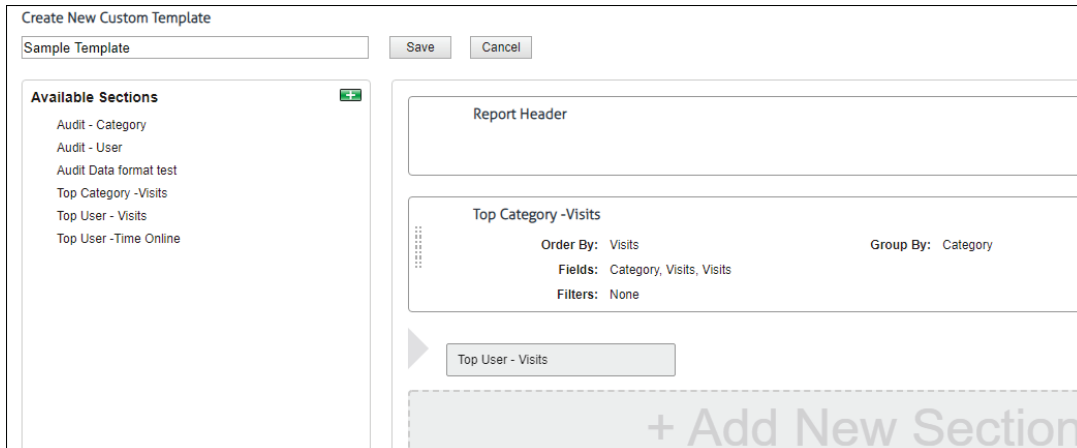 Create New Custom Template
Sample Template
Save
Cancel
Available Sections
Audit - Category
Audit - User
Audit Data format test
Top Category -Visits
Top User - Visits
Top User -Time Online
Report Header
Top Category -Visits
Order By: Visits
Group By: Category
Fields: Category, Visits, Visits
Filters: None
Top User - Visits
+ Add New Section